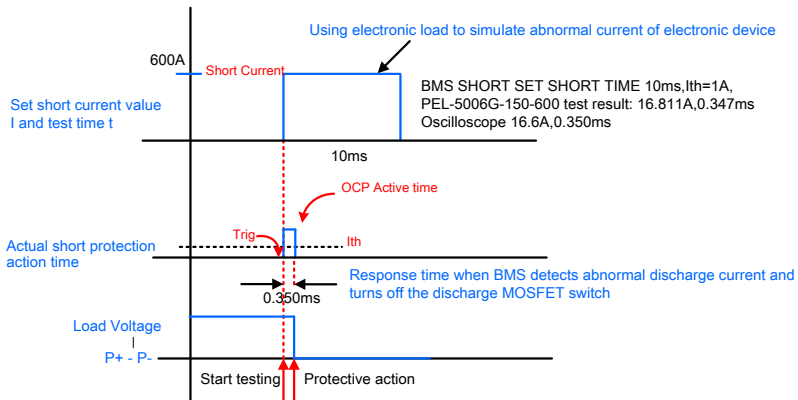 Using electronic load to simulate abnormal current of electronic device
600A
Short Current
BMS SHORT SET SHORT TIME 10ms,Ith=1A,
PEL-5006G-150-600 test result: 16.811A,0.347ms
Oscilloscope 16.6A,0.350ms
Set short current value
I and test time t
10ms
OCP Active time
Trig
Ith
Actual short protection
action time
Response time when BMS detects abnormal discharge current and
turns off the discharge MOSFET switch
0.350ms
Load Voltage
P+ - P-
Start testing
Protective action